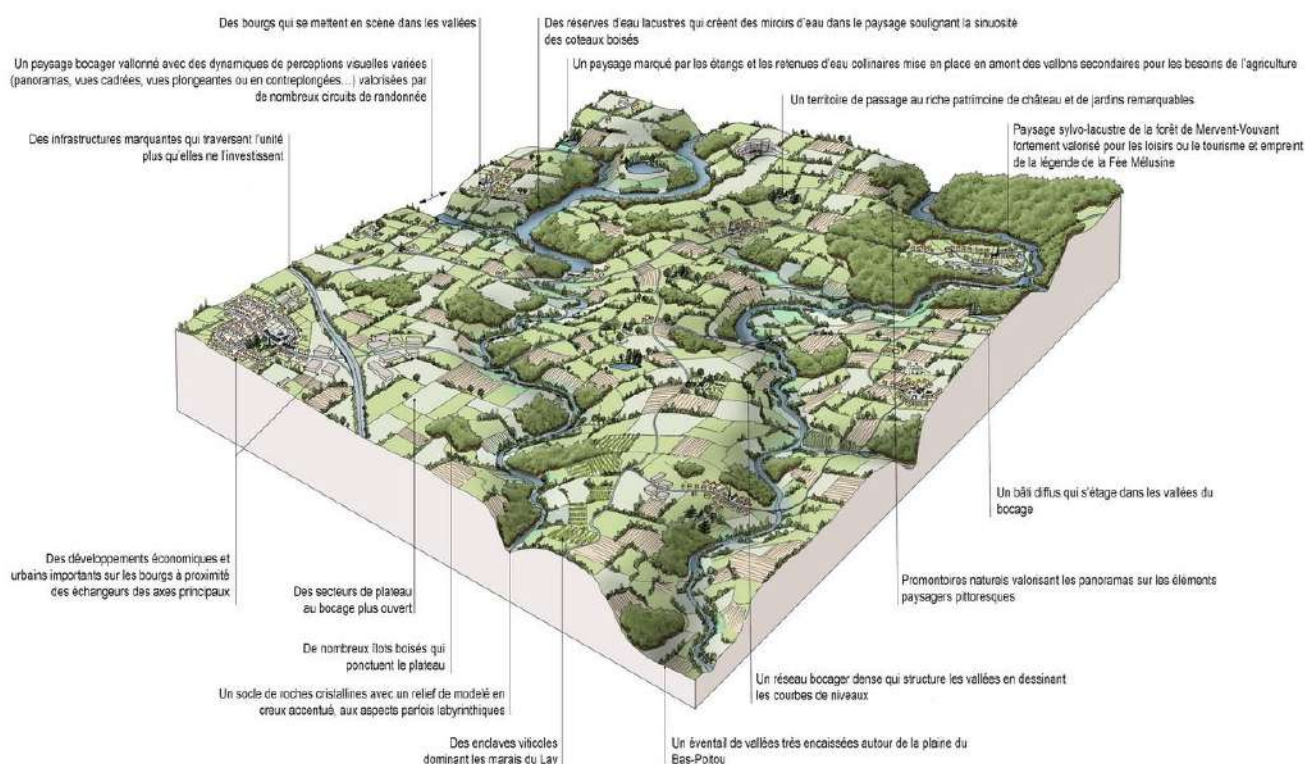 Des bourgs qui se mettent en scène dans les vallées
Des réserves d'eau lacustres qui créent des miroirs d'eau dans le paysage soulignant la sinuosité
des coteaux boisés
Un paysage bocager vallonné avec des dynamiques de perceptions visuelles variées
(panoramas, vues cadrées, vues plongeantes ou en contreplongées...) valorisées par
de nombreux circuits de randonnée
Un paysage marqué par les étangs et les retenues d'eau collinaires mise en place en amont des vallons secondaires pour les besoins de l'agriculture
Un territoire de passage au riche patrimoine de château et de jardins remarquables
Des infrastructures marquantes qui traversent l'unité
plus qu'elles ne l'investissent
Paysage sylvo-lacustre de la forêt de Mervent-Vouvant
fortement valorisé pour les loisirs ou le tourisme et empreint
de la légende de la Fée Mélusine
Un bâti diffus qui s'étage dans les vallées du
bocage
Des développements économiques et
urbains importants sur les bourgs à proximité
des échangeurs des axes principaux
Des secteurs de plateau
au bocage plus ouvert
Promontoires naturels valorisant les panoramas sur les éléments
paysagers pittoresques
De nombreux îlots boisés qui
ponctuent le plateau
Un réseau bocager dense qui structure les vallées en dessinant
les courbes de niveaux
Un socle de roches cristallines avec un relief de modelé en
creux accentué, aux aspects parfois labyrinthiques
Des enclaves viticoles
dominant les marais du Lay
Un éventail de vallées très encaissées autour de la plaine du
Bas-Poitou